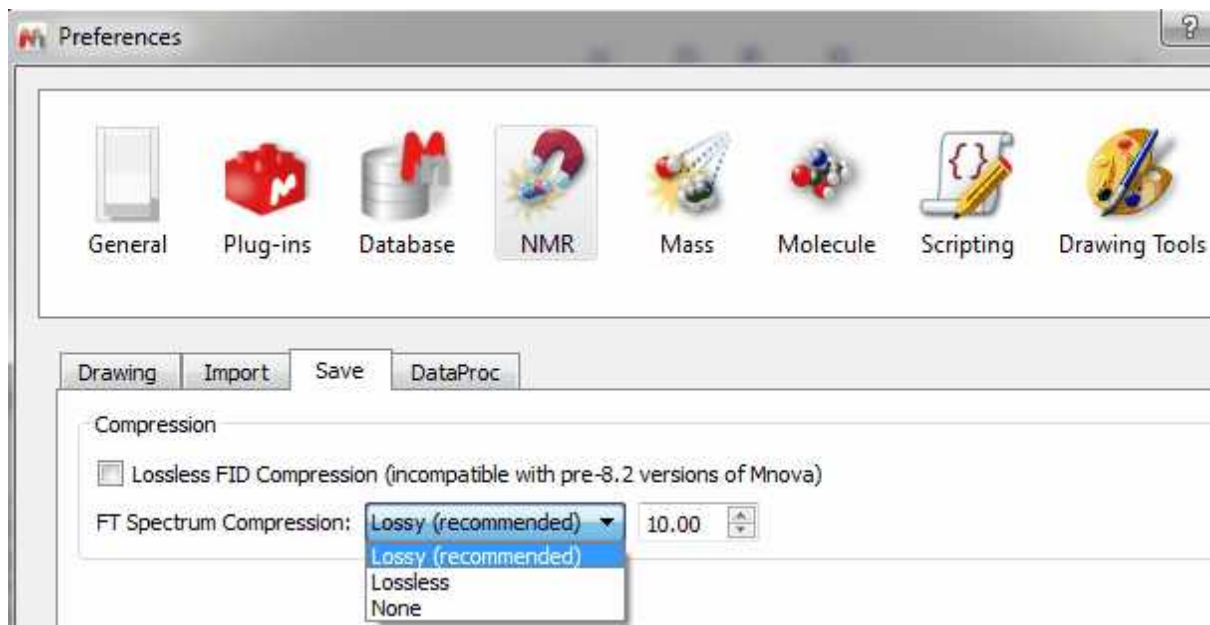 Preferences
?
General Plug-ins Database NMR Mass Molecule Scripting Drawing Tools
Drawing Import Save DataProc
Compression
Lossless FID Compression (incompatible with pre-8.2 versions of Mnova)
FT Spectrum Compression: Lossy (recommended) 10.00
Lossy (recommended)
Lossless
None